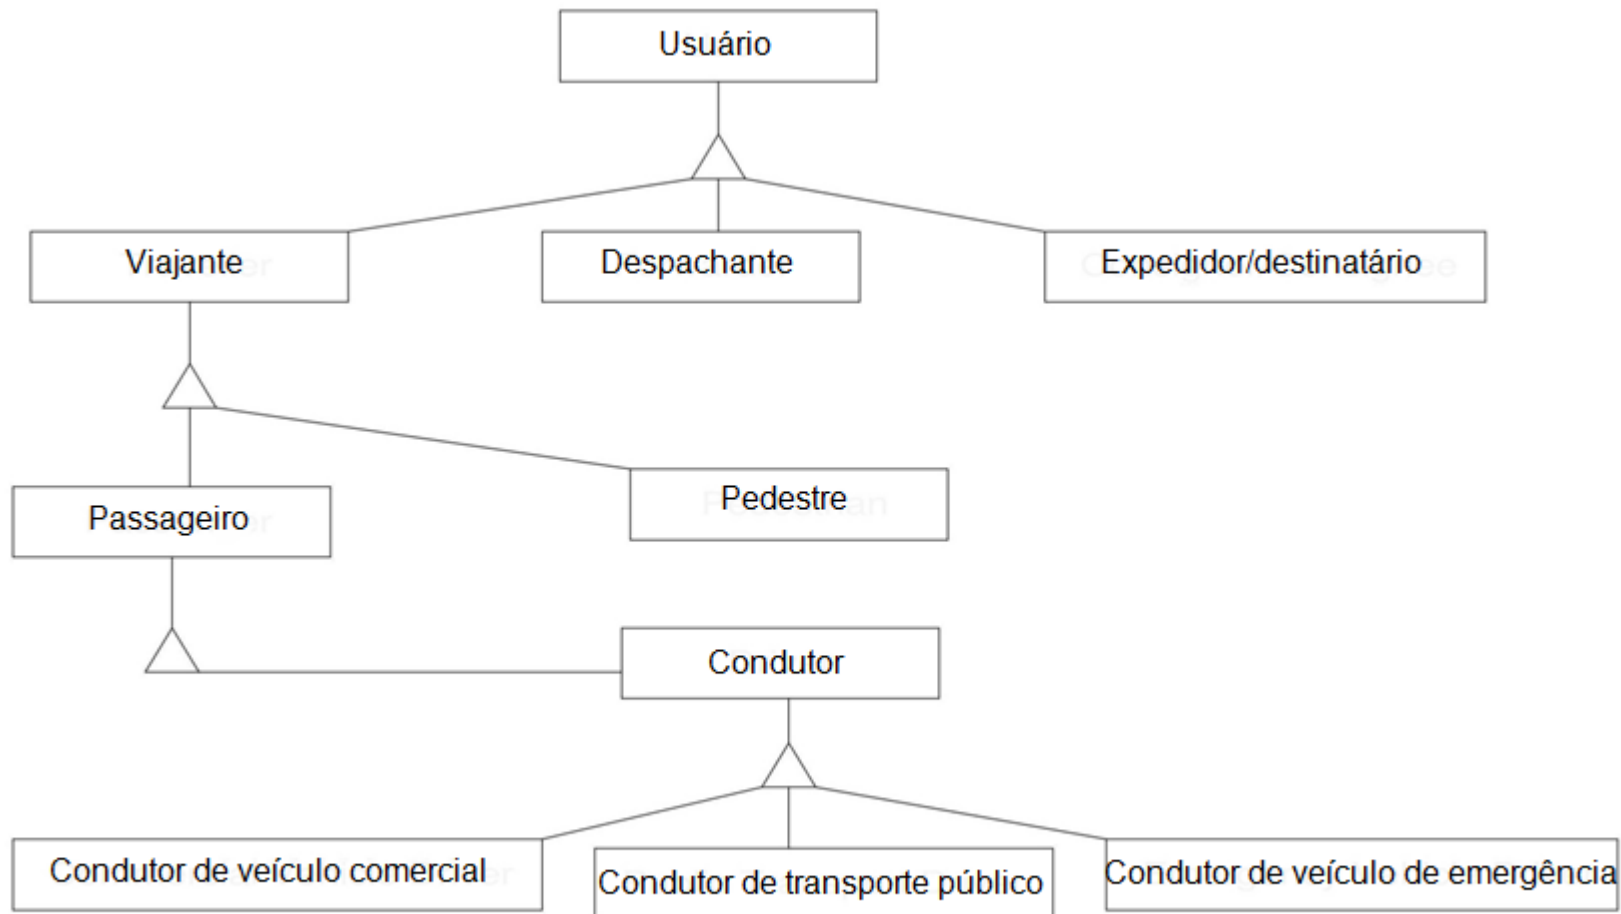 Usuário
Viajante
Despachante
Expedidor/destinatário
Pedestre
Passageiro
Condutor
Condutor de veículo comercial
Condutor de transporte público
Condutor de veículo de emergência